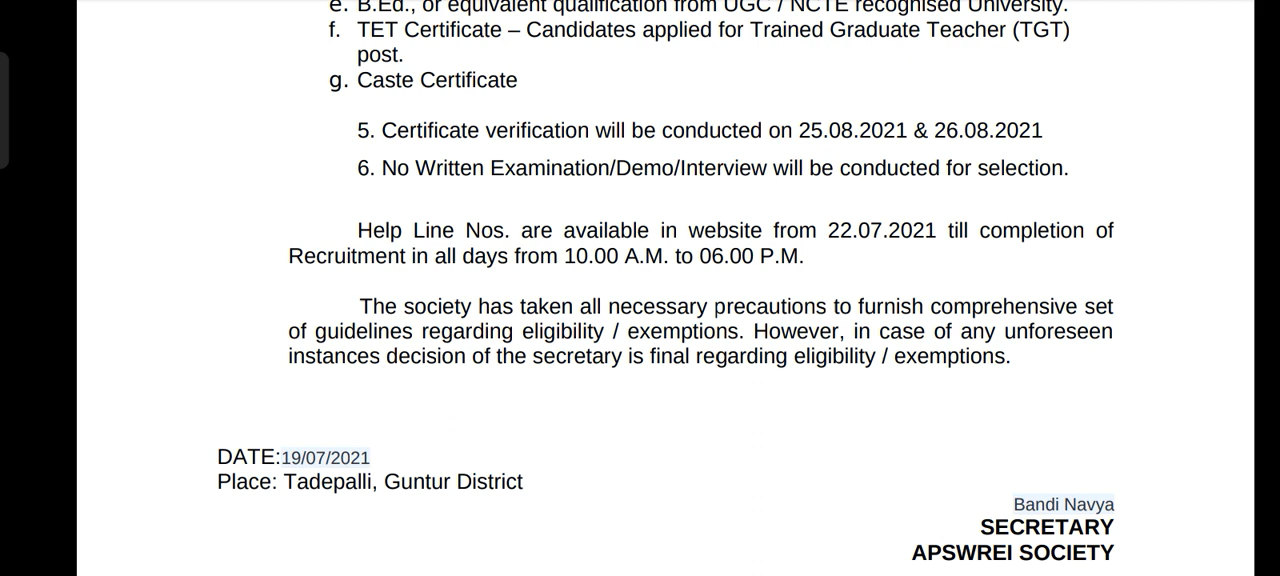 e. B.Ed., or equivalent qualification from UGC / NCTE recognised University.
f. TET Certificate – Candidates applied for Trained Graduate Teacher (TGT)
post.
g. Caste Certificate
5. Certificate verification will be conducted on 25.08.2021 & 26.08.2021
6. No Written Examination/Demo/Interview will be conducted for selection.
Help Line Nos. are available in website from 22.07.2021 till completion of
Recruitment in all days from 10.00 A.M. to 06.00 P.M.
The society has taken all necessary precautions to furnish comprehensive set
of guidelines regarding eligibility / exemptions. However, in case of any unforeseen
instances decision of the secretary is final regarding eligibility / exemptions.
DATE:19/07/2021
Place: Tadepalli, Guntur District
Bandi Navya
SECRETARY
APSWREI SOCIETY